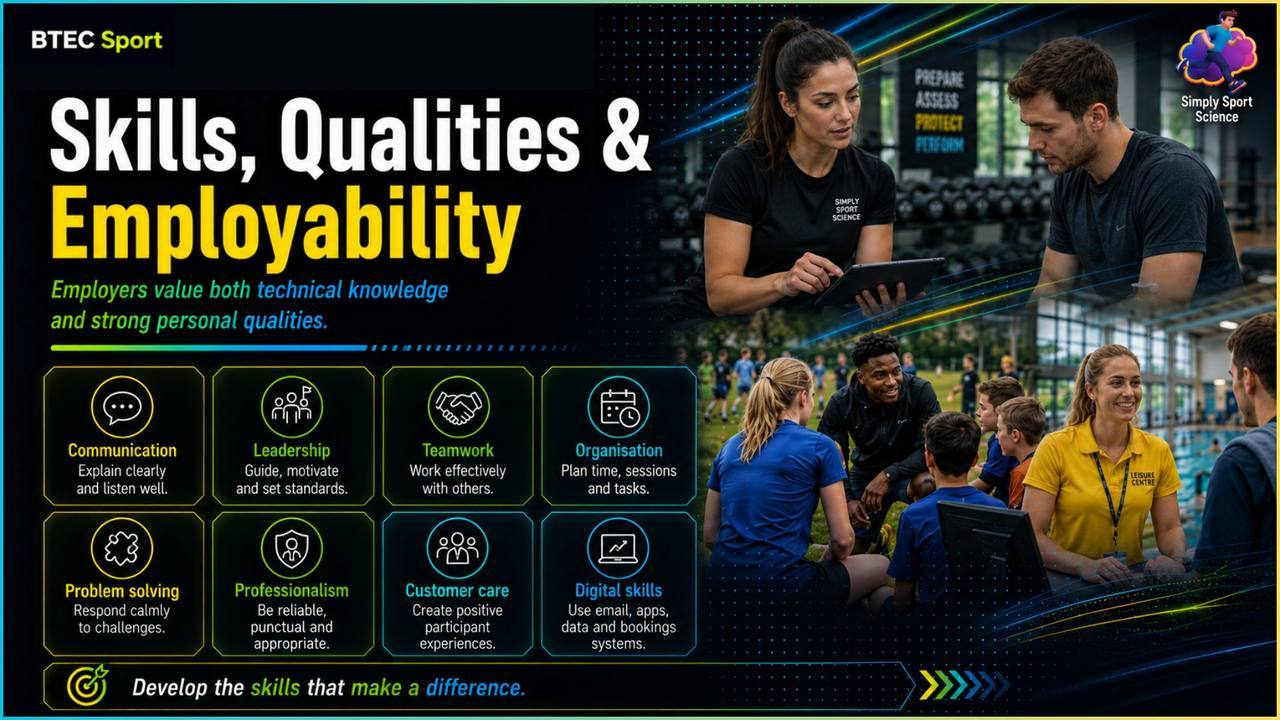 BTEC Sport
Skills, Qualities &
Employability
Employers value both technical knowledge
and strong personal qualities.
Communication
Explain clearly
and listen well.
Leadership
Guide, motivate
and set standards.
Teamwork
Work effectively
with others.
Organisation
Plan time, sessions
and tasks.
Problem solving
Respond calmly
to challenges.
Professionalism
Be reliable,
punctual and
appropriate.
Customer care
Create positive
participant
experiences.
Digital skills
Use email, apps,
data and bookings
systems.
Develop the skills that make a difference.
PREPARE
ASSESS
PROTECT
PERFORM
SIMPLY
SPORT
SCIENCE
Simply Sport
Science
LEISURE
CENTRE